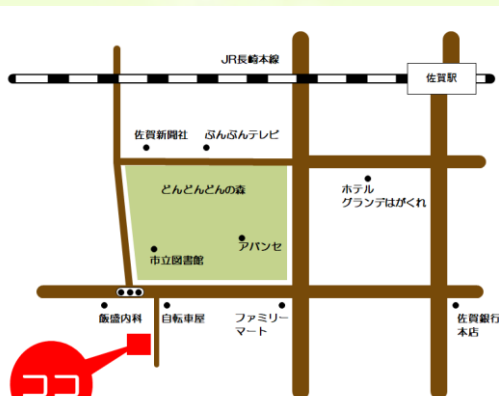 JR長崎本線
佐賀駅
佐賀新聞社
ぶんぶんテレビ
どんどんどんの森
ホテル
グランデはがくれ
アバンセ
市立図書館
飯盛内科
自転車屋
ファミリー
マート
佐賀銀行
本店
ココ